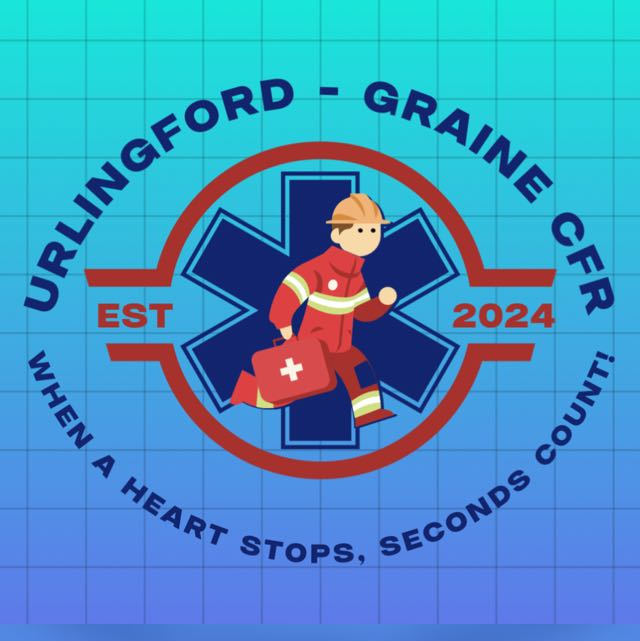 URLINGFORD - GRAINE CFR
EST
2024
WHEN A HEART STOPS, SECONDS COUNT!